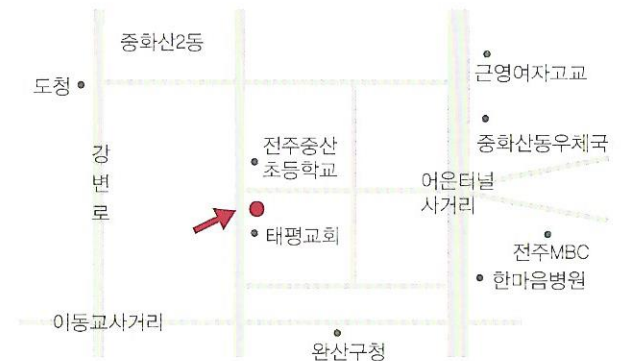 중화산2동
근영여자고교
도청
전주중산
초등학교
중화산동우체국
강
변
로
어운터널
사거리
태평교회
전주MBC
한마음병원
이동교사거리
완산구청